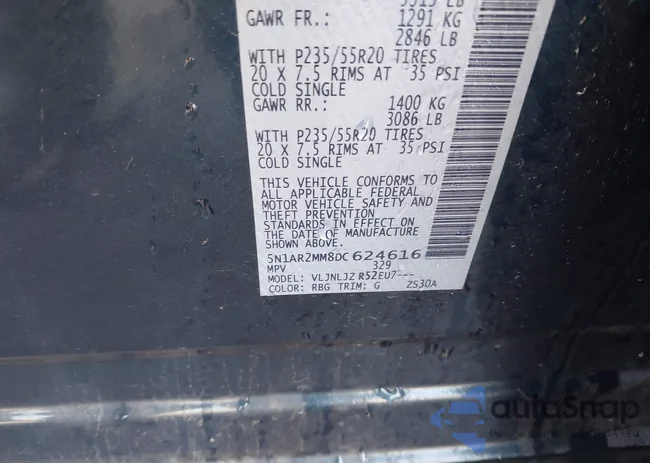 GAWR FR.: 1291 KG
2846 LB
WITH P235/55R20 TIRES
20 X 7.5 RIMS AT 35 PSI
COLD SINGLE
GAWR RR.: 1400 KG
3086 LB
WITH P235/55R20 TIRES
20 X 7.5 RIMS AT 35 PSI
COLD SINGLE
THIS VEHICLE CONFORMS TO
ALL APPLICABLE FEDERAL
MOTOR VEHICLE SAFETY AND
THEFT PREVENTION
STANDARDS IN EFFECT ON
THE DATE OF MANUFACTURE
SHOWN ABOVE.
5N1AR2MM8DC624616
MPV 329
MODEL: VLJNLJZ R52EU7---
COLOR: RBG TRIM: G ZS30A
autoSnap